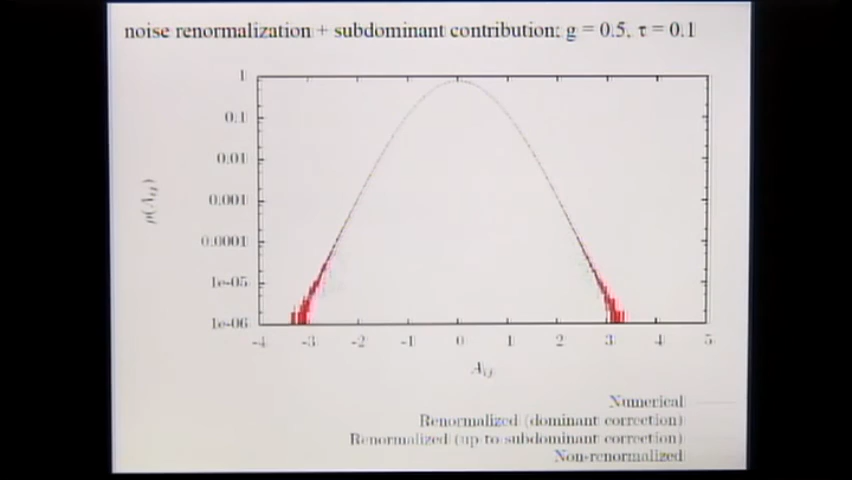 noise renormalization + subdominant contribution: g = 0.5, τ = 0.1
1
0.1
0.01
0.001
0.0001
1e-05
1e-06
ρ(A_ij)
-4 -3 -2 -1 0 1 2 3 4 5
A_ij
Numerical
Renormalized (dominant correction)
Renormalized (up to subdominant correction)
Non-renormalized